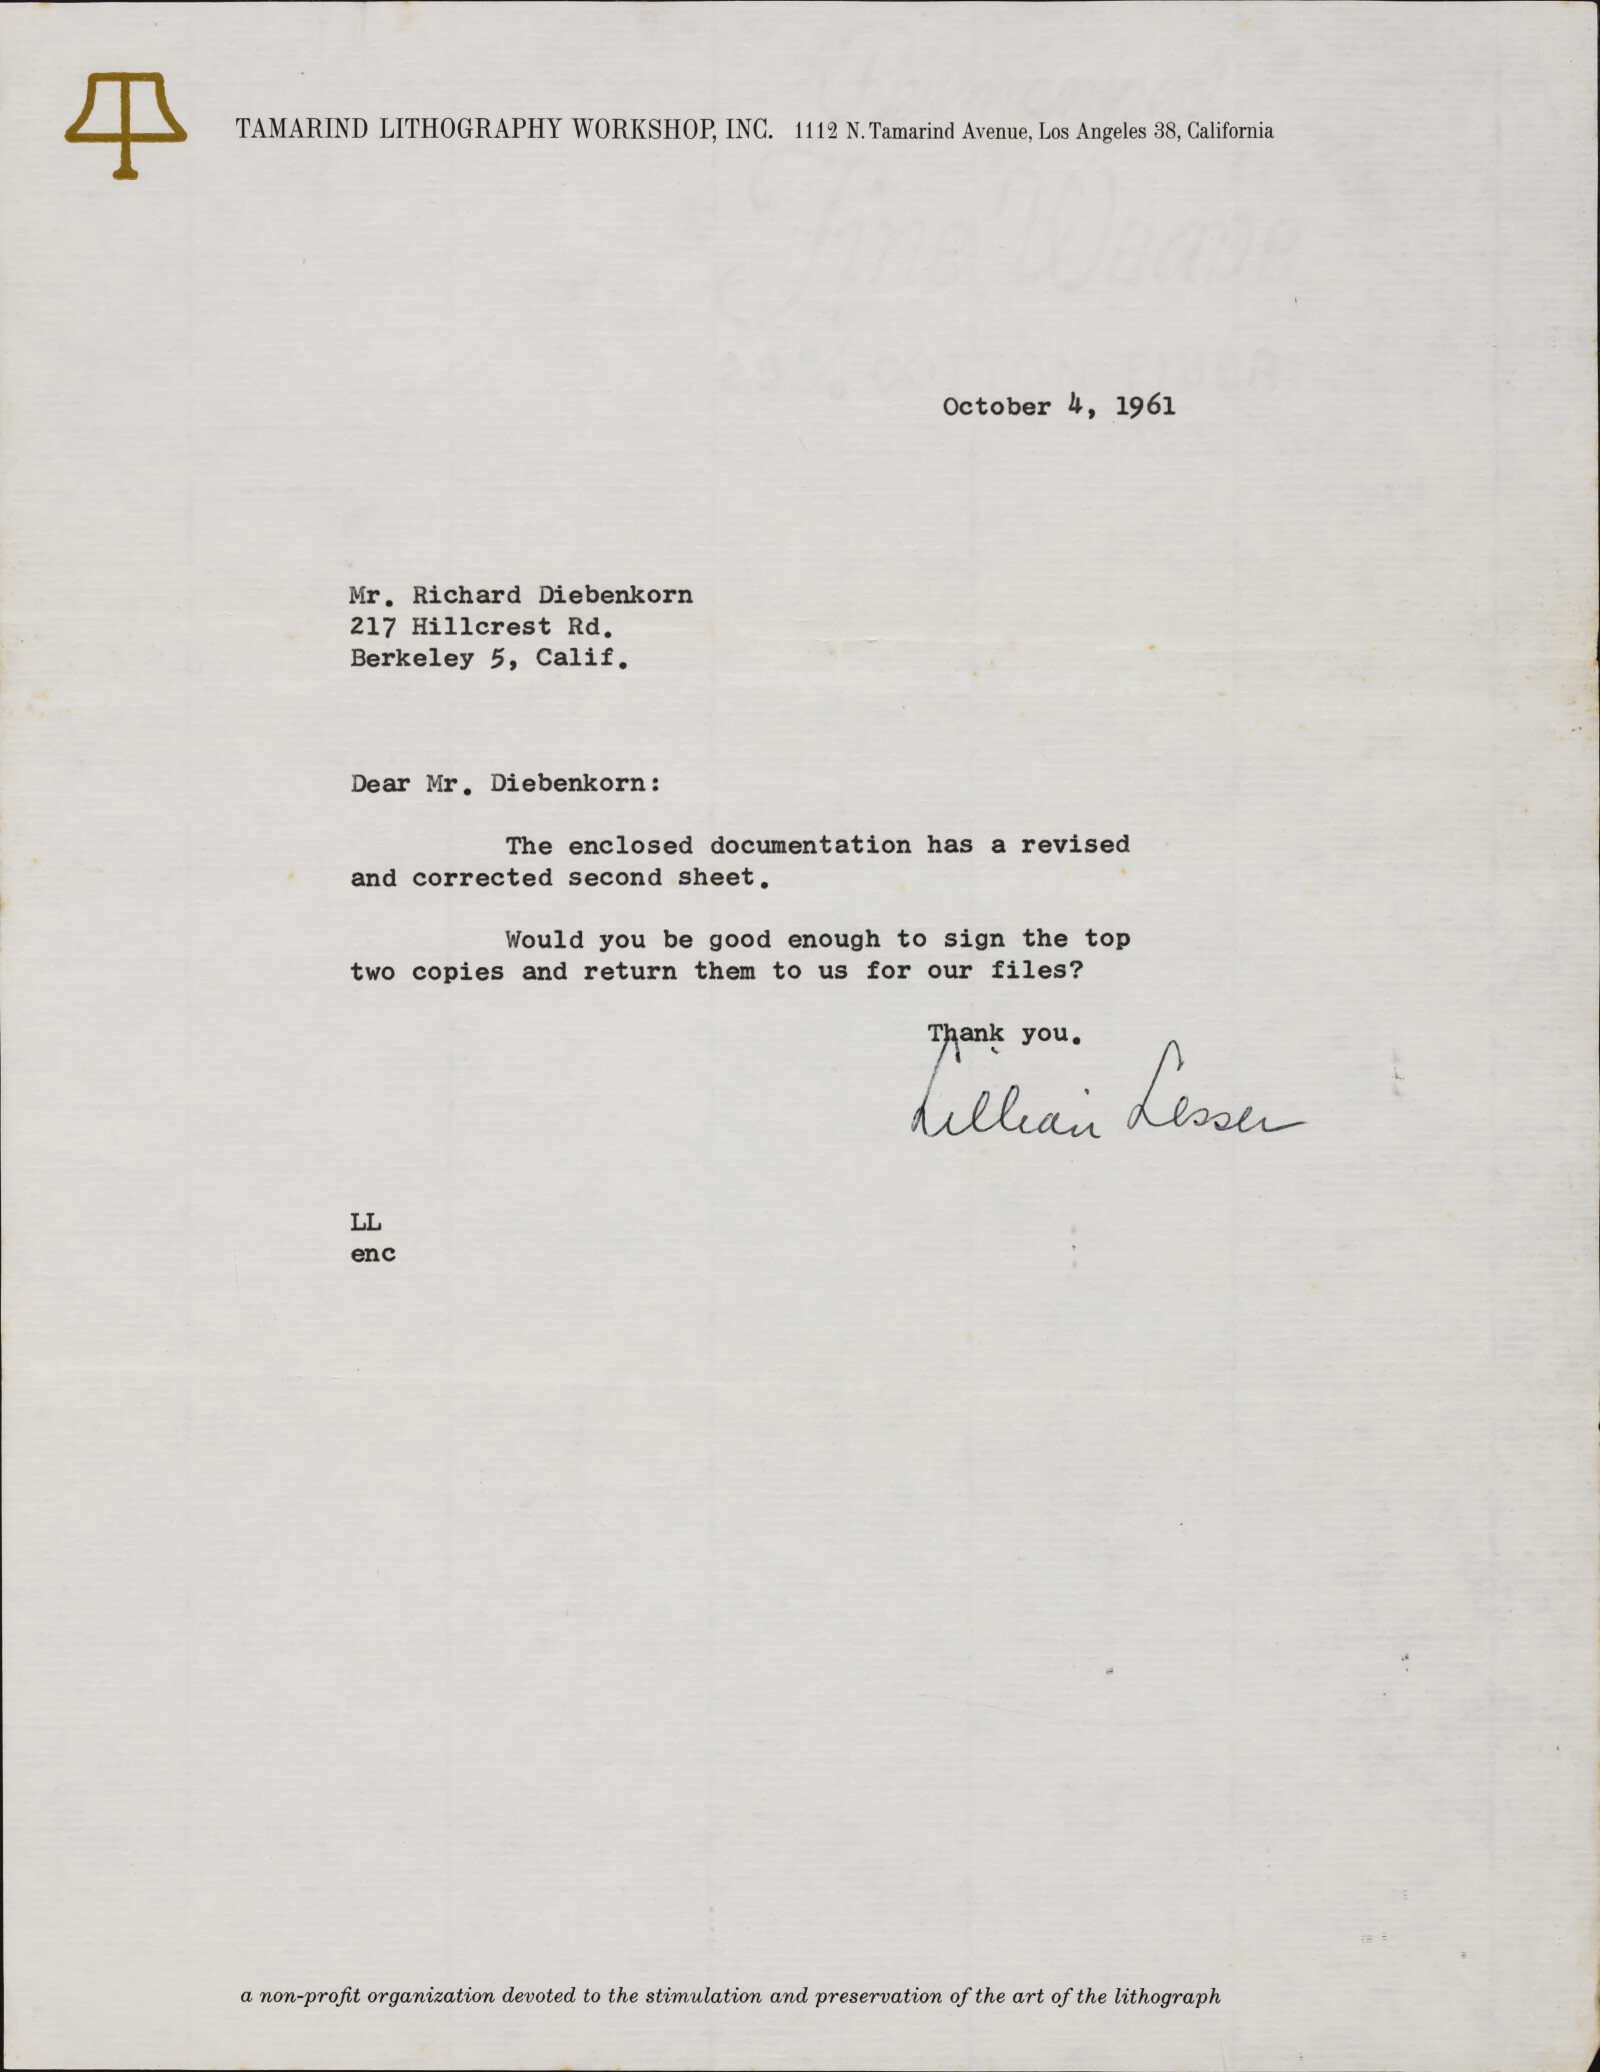 TAMARIND LITHOGRAPHY WORKSHOP, INC. 1112 N. Tamarind Avenue, Los Angeles 38, California
October 4, 1961
Mr. Richard Diebenkorn
217 Hillcrest Rd.
Berkeley 5, Calif.
Dear Mr. Diebenkorn:
The enclosed documentation has a revised
and corrected second sheet.
Would you be good enough to sign the top
two copies and return them to us for our files?
Thank you.
Lillian Lesser
LL
enc
a non-profit organization devoted to the stimulation and preservation of the art of the lithograph